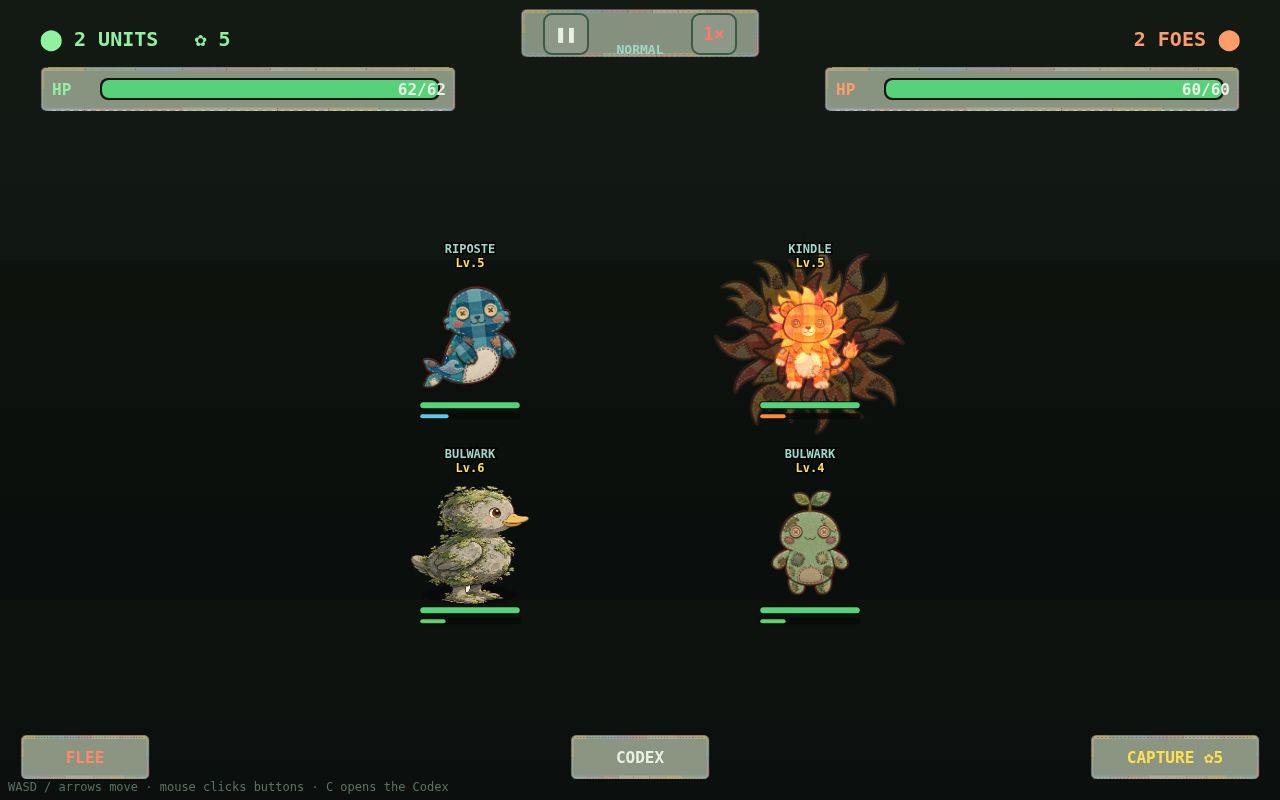 2 UNITS ✿ 5
NORMAL
1×
2 FOES
HP 62/62
HP 60/60
RIPOSTE
Lv.5
KINDLE
Lv.5
BULWARK
Lv.6
BULWARK
Lv.4
FLEE
CODEX
CAPTURE ✿5
WASD / arrows move · mouse clicks buttons · C opens the Codex